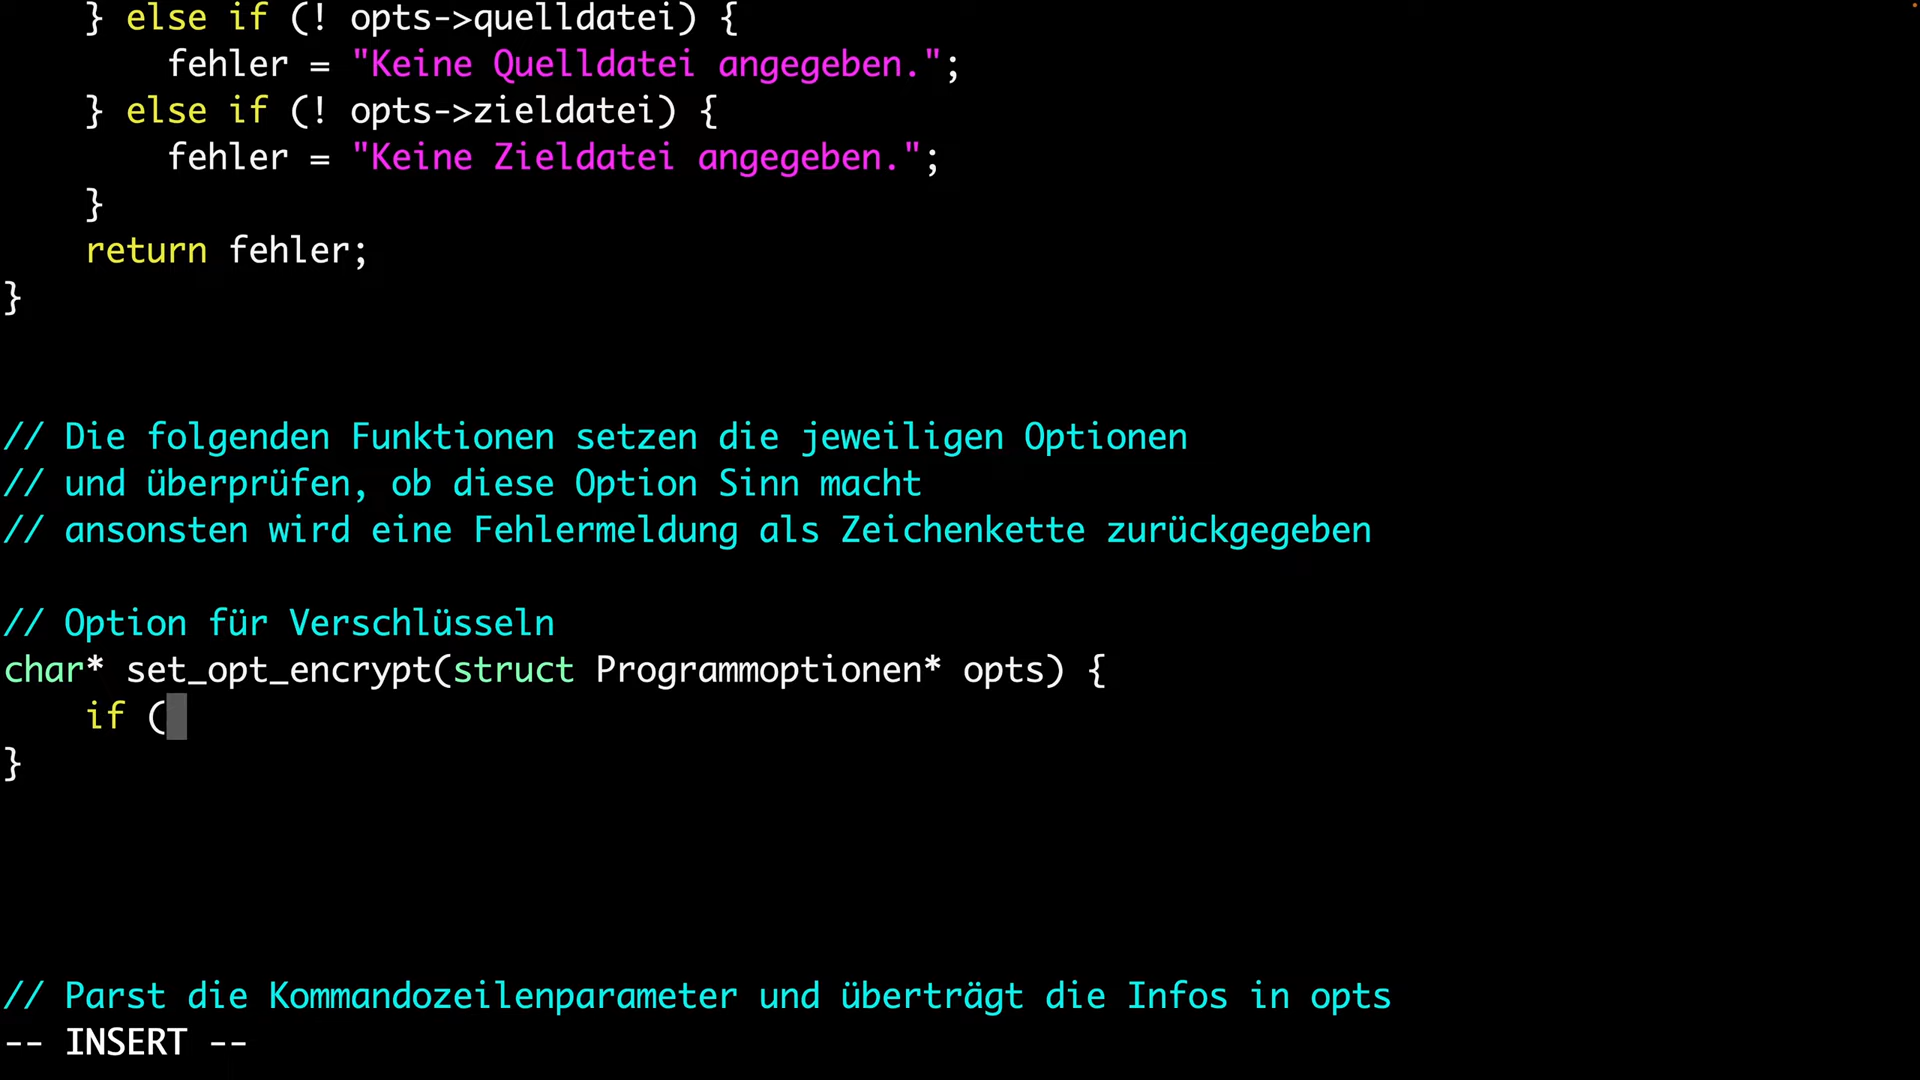 } else if (! opts->quelldatei) {
        fehler = "Keine Quelldatei angegeben.";
    } else if (! opts->zieldatei) {
        fehler = "Keine Zieldatei angegeben.";
    }
    return fehler;
}
// Die folgenden Funktionen setzen die jeweiligen Optionen
// und überprüfen, ob diese Option Sinn macht
// ansonsten wird eine Fehlermeldung als Zeichenkette zurückgegeben
// Option für Verschlüsseln
char* set_opt_encrypt(struct Programmoptionen* opts) {
    if (
}
// Parst die Kommandozeilenparameter und überträgt die Infos in opts
-- INSERT --